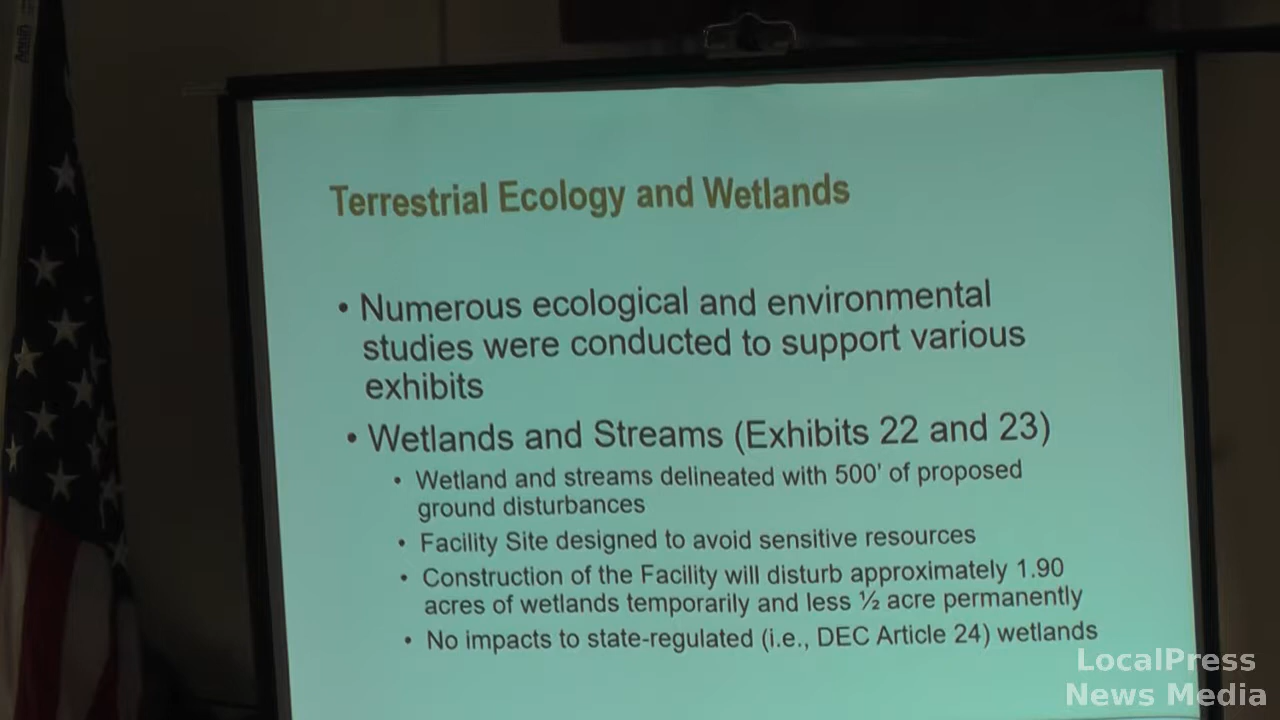 Terrestrial Ecology and Wetlands
• Numerous ecological and environmental
studies were conducted to support various
exhibits
• Wetlands and Streams (Exhibits 22 and 23)
• Wetland and streams delineated with 500' of proposed
ground disturbances
• Facility Site designed to avoid sensitive resources
• Construction of the Facility will disturb approximately 1.90
acres of wetlands temporarily and less ½ acre permanently
• No impacts to state-regulated (i.e., DEC Article 24) wetlands
LocalPress
News Media